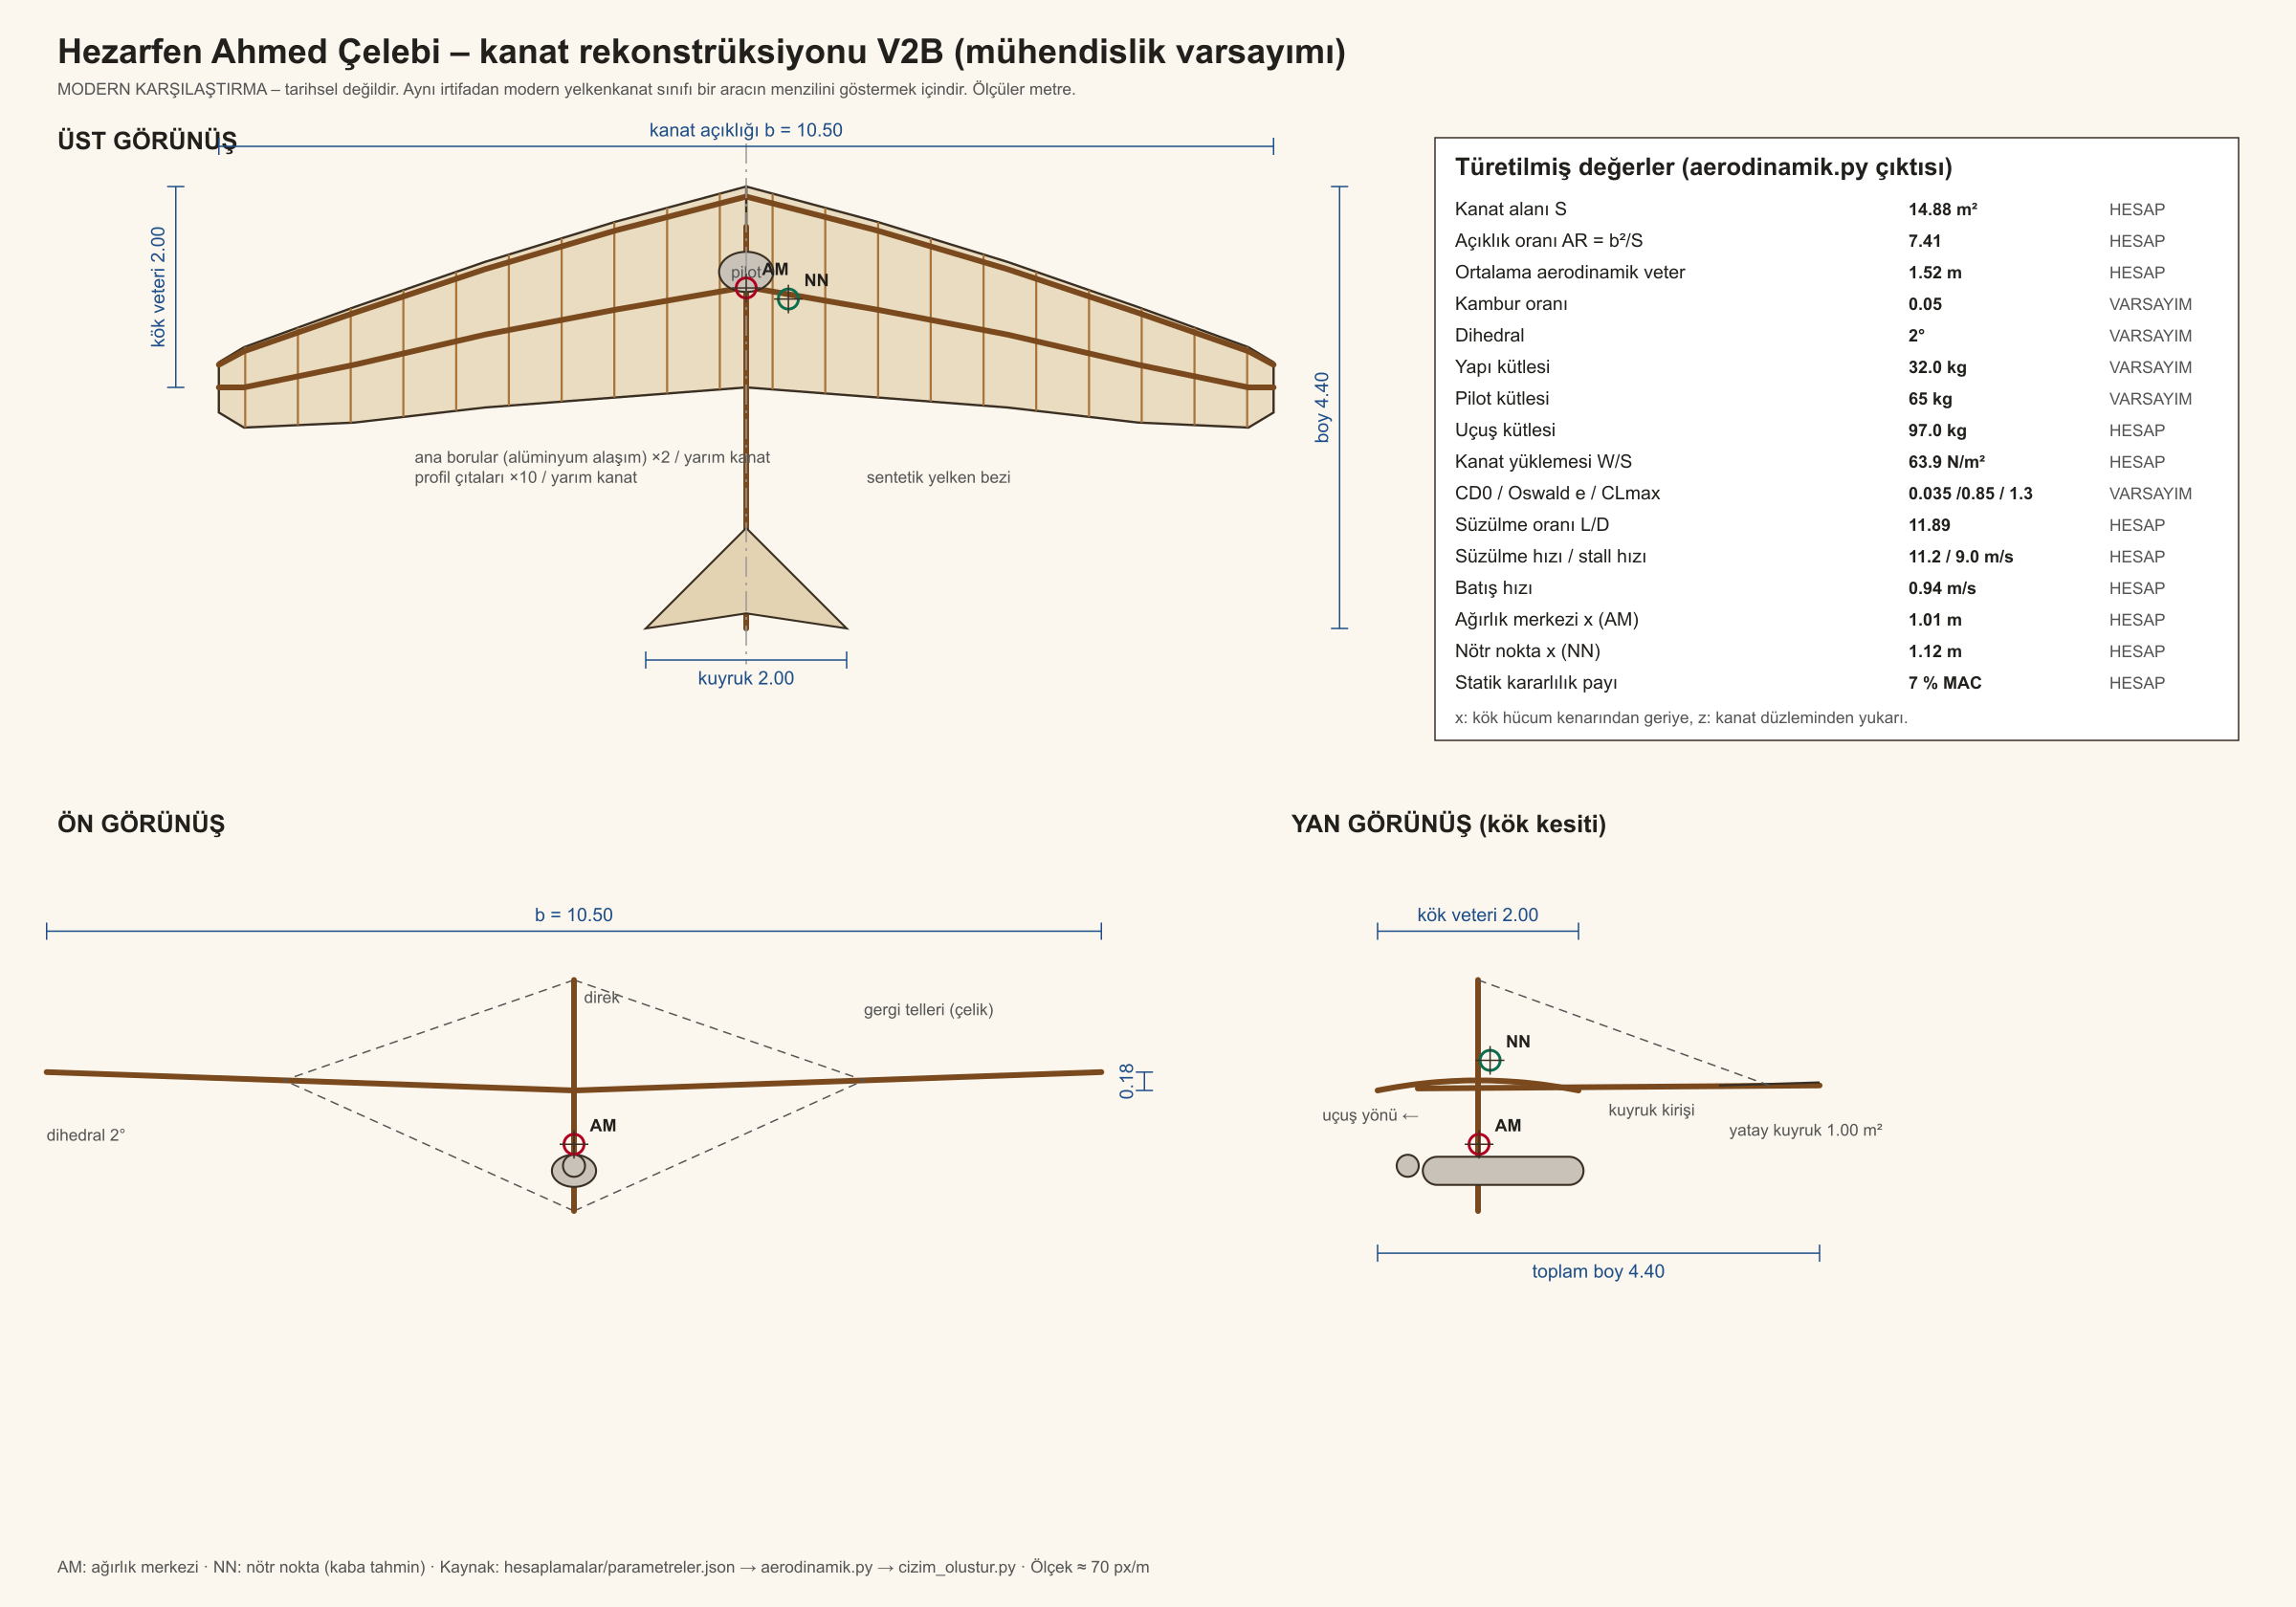 Hezarfen Ahmed Çelebi – kanat rekonstrüksiyonu V2B (mühendislik varsayımı)
MODERN KARŞILAŞTIRMA – tarihsel değildir. Aynı irtifadan modern yelkenkanat sınıfı bir aracın menzilini göstermek içindir. Ölçüler metre.
ÜST GÖRÜNÜŞ
kanat açıklığı b = 10.50
kök veteri 2.00
pilot
AM
NN
boy 4.40
ana borular (alüminyum alaşım) ×2 / yarım kanat
profil çıtaları ×10 / yarım kanat
sentetik yelken bezi
kuyruk 2.00
Türetilmiş değerler (aerodinamik.py çıktısı)
Kanat alanı S 14.88 m² HESAP
Açıklık oranı AR = b²/S 7.41 HESAP
Ortalama aerodinamik veter 1.52 m HESAP
Kambur oranı 0.05 VARSAYIM
Dihedral 2° VARSAYIM
Yapı kütlesi 32.0 kg VARSAYIM
Pilot kütlesi 65 kg VARSAYIM
Uçuş kütlesi 97.0 kg HESAP
Kanat yüklemesi W/S 63.9 N/m² HESAP
CD0 / Oswald e / CLmax 0.035 /0.85 / 1.3 VARSAYIM
Süzülme oranı L/D 11.89 HESAP
Süzülme hızı / stall hızı 11.2 / 9.0 m/s HESAP
Batış hızı 0.94 m/s HESAP
Ağırlık merkezi x (AM) 1.01 m HESAP
Nötr nokta x (NN) 1.12 m HESAP
Statik kararlılık payı 7 % MAC HESAP
x: kök hücum kenarından geriye, z: kanat düzleminden yukarı.
ÖN GÖRÜNÜŞ
b = 10.50
direk
gergi telleri (çelik)
0.18
AM
dihedral 2°
YAN GÖRÜNÜŞ (kök kesiti)
kök veteri 2.00
NN
uçuş yönü ←
kuyruk kirişi
AM
yatay kuyruk 1.00 m²
toplam boy 4.40
AM: ağırlık merkezi · NN: nötr nokta (kaba tahmin) · Kaynak: hesaplamalar/parametreler.json → aerodinamik.py → cizim_olustur.py · Ölçek ≈ 70 px/m